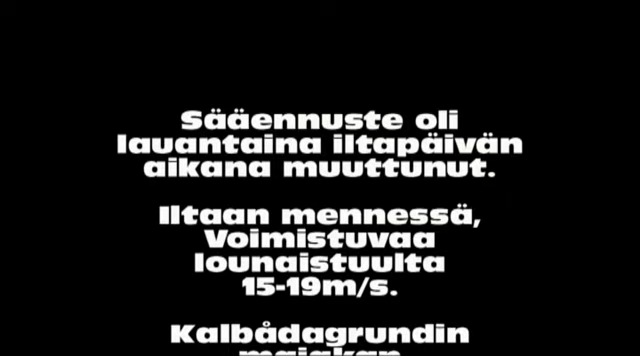 Sääennuste oli
lauantaina iltapäivän
aikana muuttunut.
Iltaan mennessä,
Voimistuvaa
lounaistuulta
15-19m/s.
Kalbådagrundin
majakan